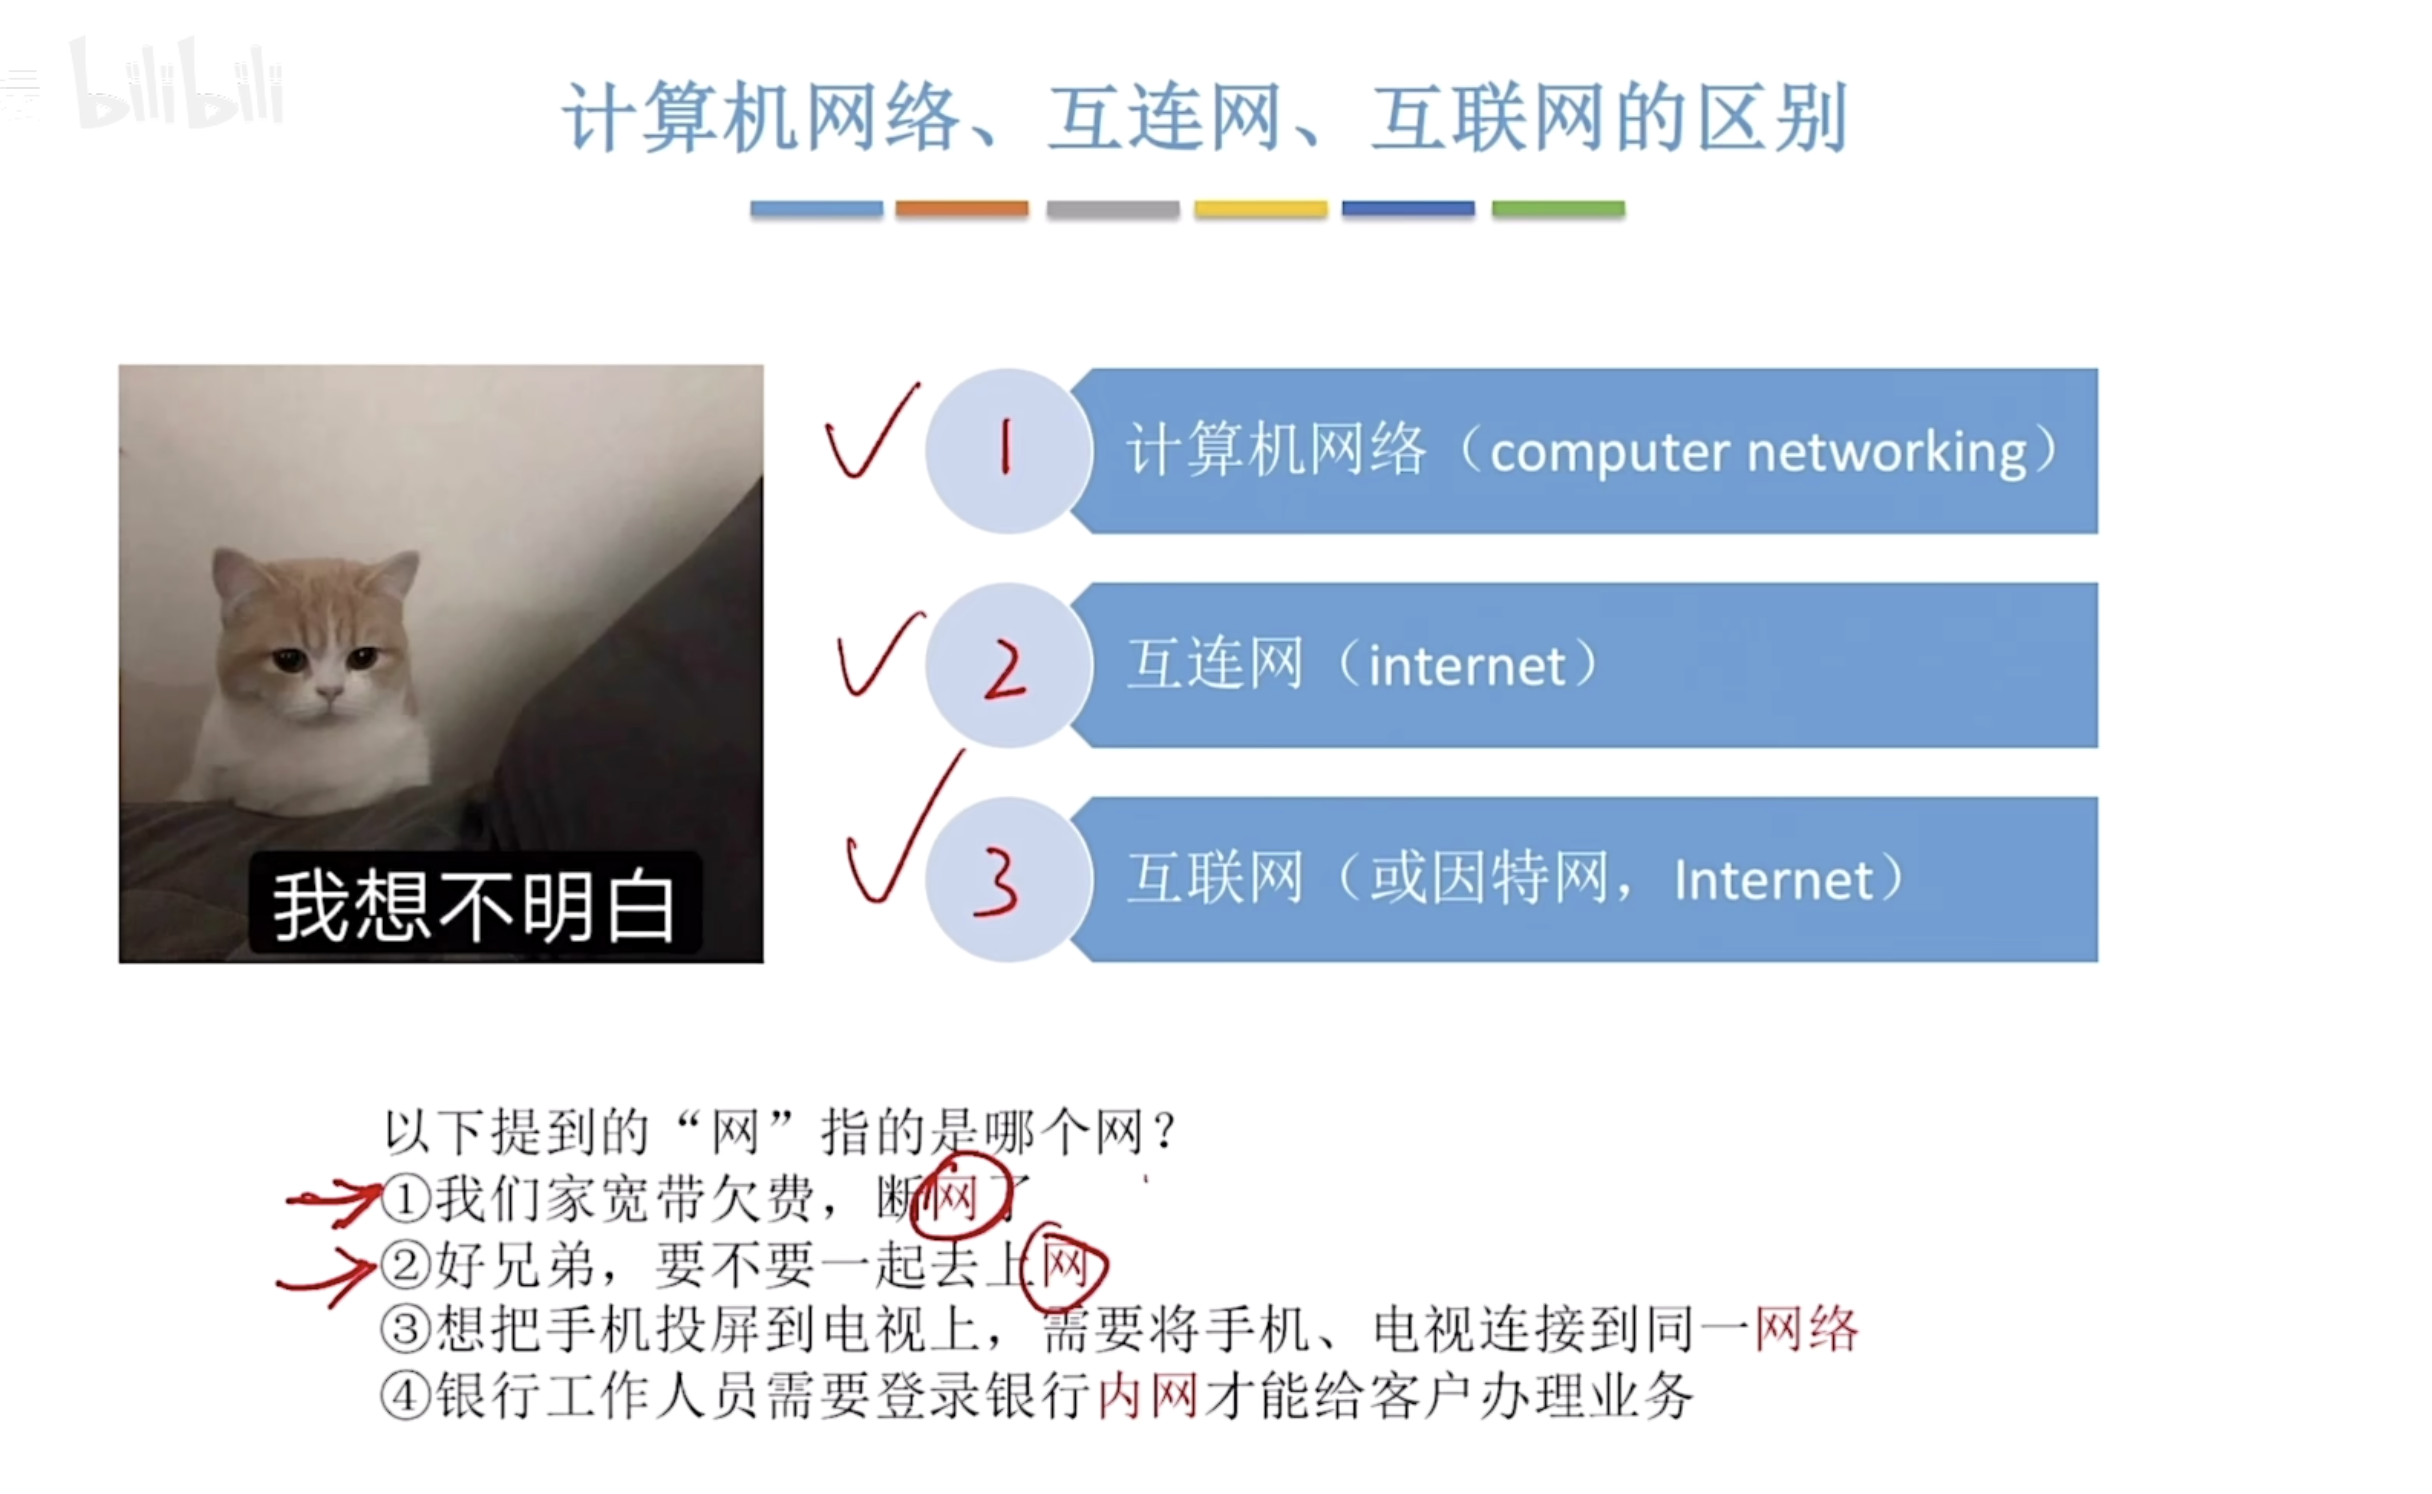 bilibili
计算机网络、互连网、互联网的区别
我想不明白
1 计算机网络（computer networking）
2 互连网（internet）
3 互联网（或因特网，Internet）
以下提到的“网”指的是哪个网？
①我们家宽带欠费，断网了
②好兄弟，要不要一起去上网
③想把手机投屏到电视上，需要将手机、电视连接到同一网络
④银行工作人员需要登录银行内网才能给客户办理业务